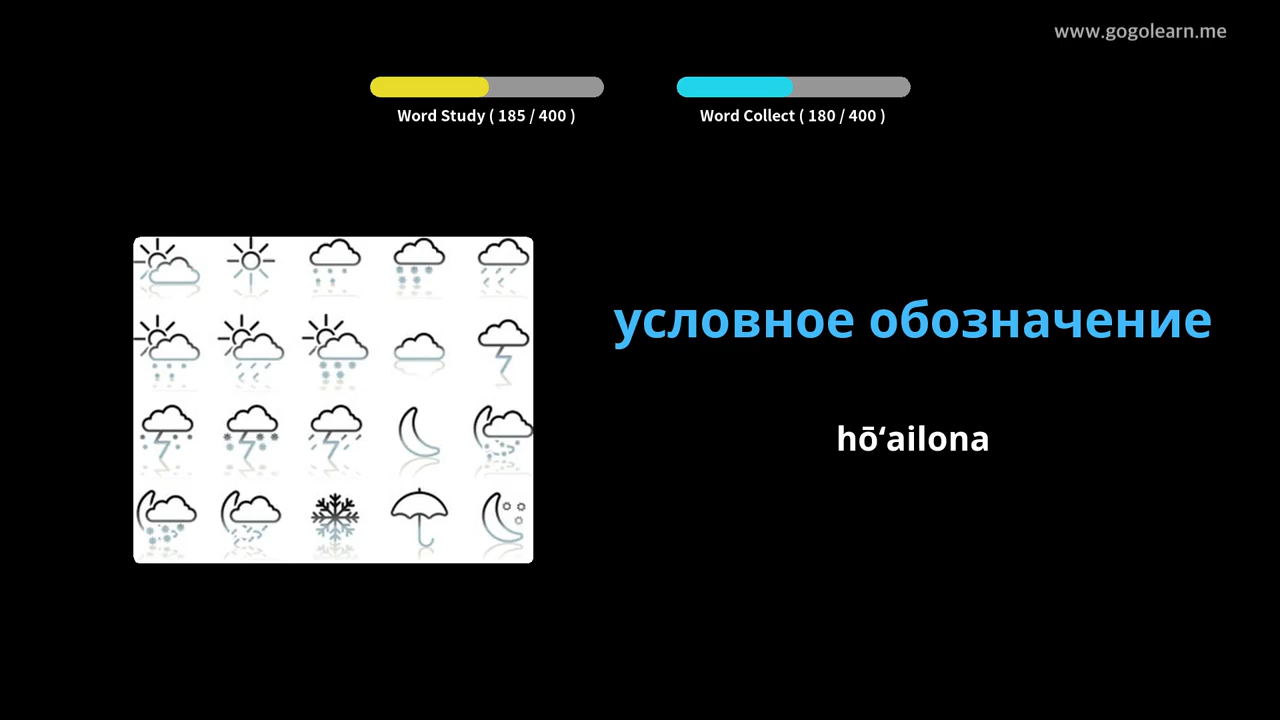 www.gogolearn.me
Word Study ( 185 / 400 )
Word Collect ( 180 / 400 )
условное обозначение
hōʻailona